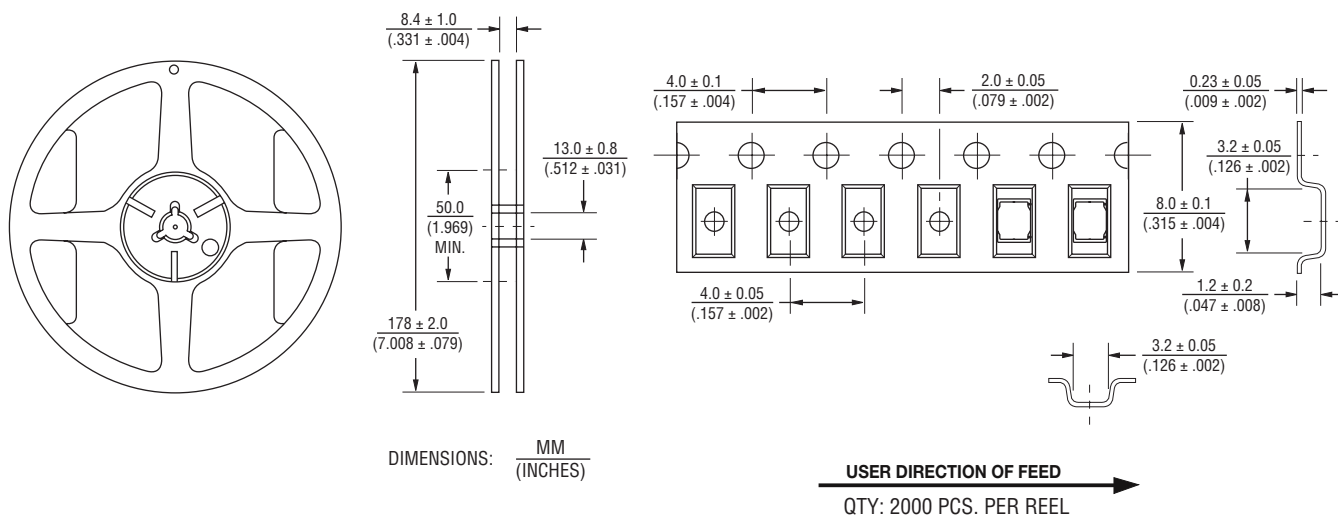 8.4 ± 1.0
(.331 ± .004)
13.0 ± 0.8
(.512 ± .031)
50.0
(1.969)
MIN.
178 ± 2.0
(7.008 ± .079)
4.0 ± 0.1
(.157 ± .004)
2.0 ± 0.05
(.079 ± .002)
0.23 ± 0.05
(.009 ± .002)
3.2 ± 0.05
(.126 ± .002)
8.0 ± 0.1
(.315 ± .004)
1.2 ± 0.2
(.047 ± .008)
4.0 ± 0.05
(.157 ± .002)
3.2 ± 0.05
(.126 ± .002)
DIMENSIONS: MM
(INCHES)
USER DIRECTION OF FEED
QTY: 2000 PCS. PER REEL